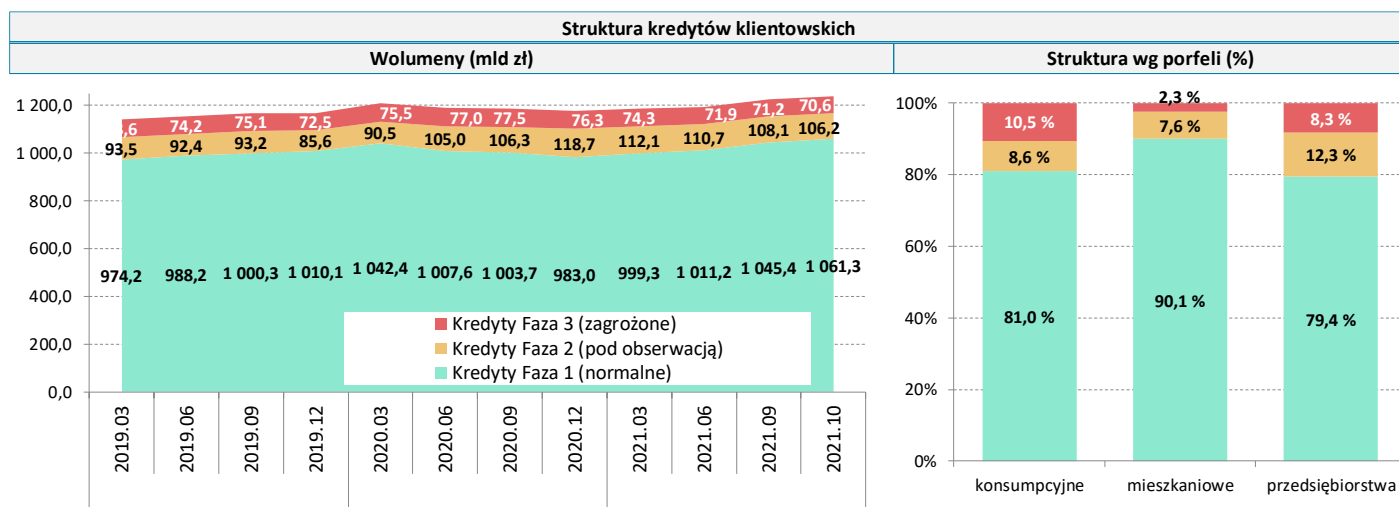 Struktura kredytów klientowskich
Wolumeny (mld zł)
Struktura wg porfeli (%)
1 200,0
1 000,0
800,0
600,0
400,0
200,0
0,0
,6 74,2 75,1 72,5 75,5 77,0 77,5 76,3 74,3 71,9 71,2 70,6
93,5 92,4 93,2 85,6 90,5 105,0 106,3 118,7 112,1 110,7 108,1 106,2
974,2 988,2 1 000,3 1 010,1 1 042,4 1 007,6 1 003,7 983,0 999,3 1 011,2 1 045,4 1 061,3
Kredyty Faza 3 (zagrożone)
Kredyty Faza 2 (pod obserwacją)
Kredyty Faza 1 (normalne)
2019.03 2019.06 2019.09 2019.12 2020.03 2020.06 2020.09 2020.12 2021.03 2021.06 2021.09 2021.10
100%
80%
60%
40%
20%
0%
10,5 % 2,3 % 8,3 %
8,6 % 7,6 % 12,3 %
81,0 % 90,1 % 79,4 %
konsumpcyjne mieszkaniowe przedsiębiorstwa